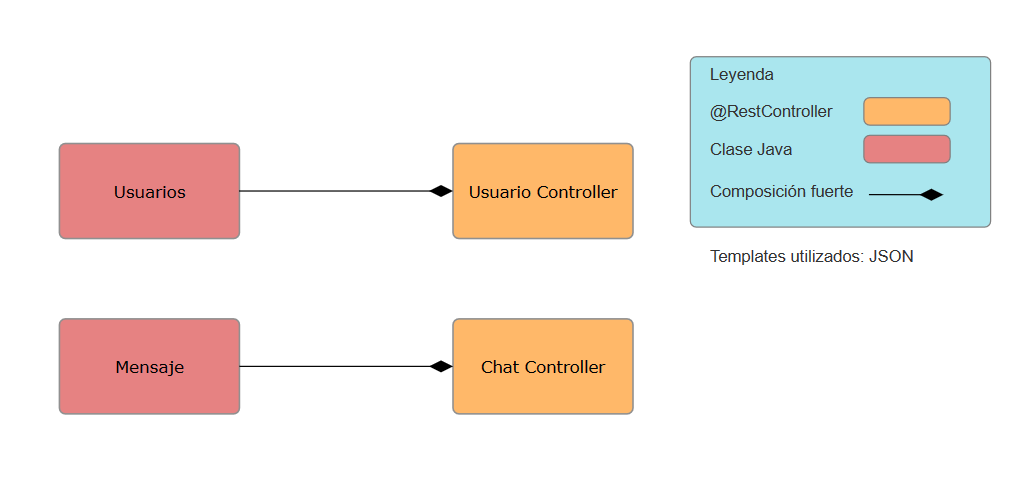 Leyenda
@RestController
Clase Java
Composición fuerte
Templates utilizados: JSON
Usuarios
Usuario Controller
Mensaje
Chat Controller